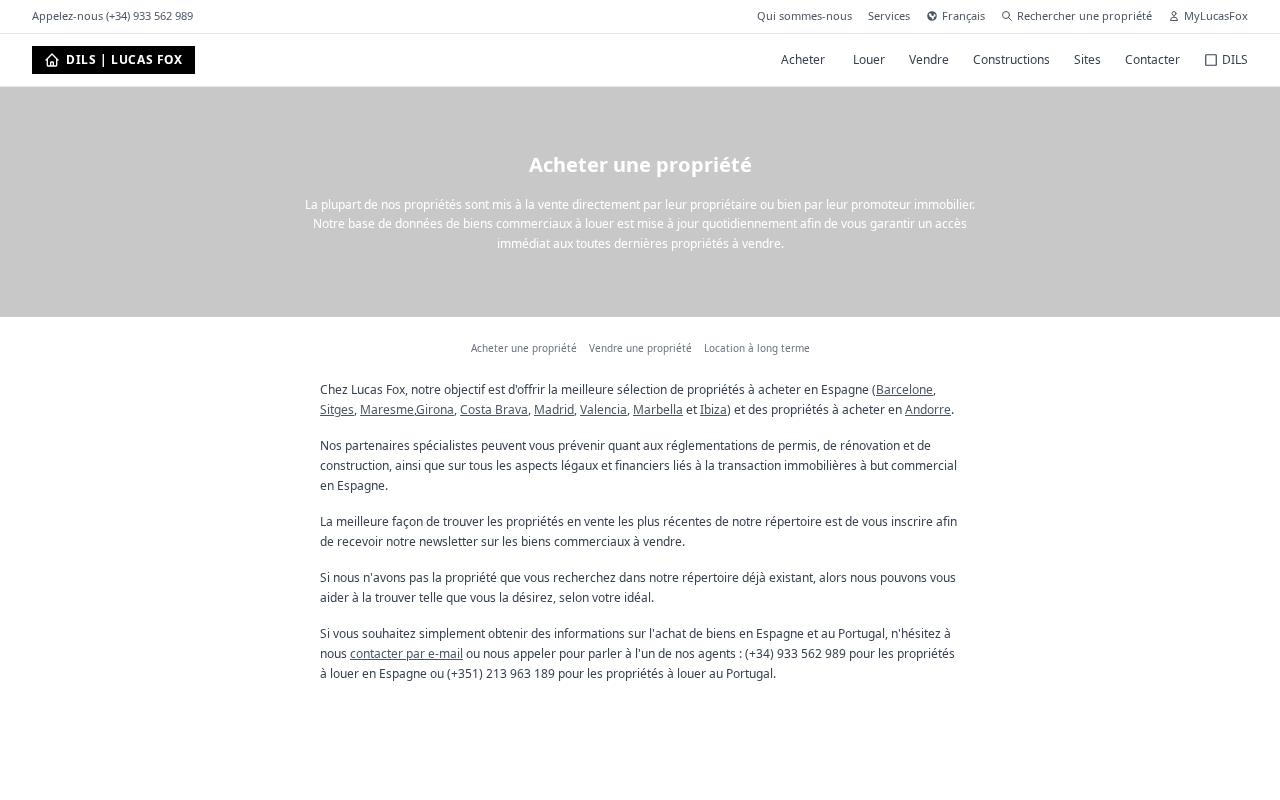 Appelez-nous (+34) 933 562 989
Qui sommes-nous
Services
Français
Rechercher une propriété
MyLucasFox
DILS | LUCAS FOX
Acheter
Louer
Vendre
Constructions
Sites
Contacter
DILS
Acheter une propriété
La plupart de nos propriétés sont mis à la vente directement par leur propriétaire ou bien par leur promoteur immobilier.
Notre base de données de biens commerciaux à louer est mise à jour quotidiennement afin de vous garantir un accès
immédiat aux toutes dernières propriétés à vendre.
Acheter une propriété
Vendre une propriété
Location à long terme
Chez Lucas Fox, notre objectif est d'offrir la meilleure sélection de propriétés à acheter en Espagne (Barcelone,
Sitges, Maresme,Girona, Costa Brava, Madrid, Valencia, Marbella et Ibiza) et des propriétés à acheter en Andorre.
Nos partenaires spécialistes peuvent vous prévenir quant aux réglementations de permis, de rénovation et de
construction, ainsi que sur tous les aspects légaux et financiers liés à la transaction immobilières à but commercial
en Espagne.
La meilleure façon de trouver les propriétés en vente les plus récentes de notre répertoire est de vous inscrire afin
de recevoir notre newsletter sur les biens commerciaux à vendre.
Si nous n'avons pas la propriété que vous recherchez dans notre répertoire déjà existant, alors nous pouvons vous
aider à la trouver telle que vous la désirez, selon votre idéal.
Si vous souhaitez simplement obtenir des informations sur l'achat de biens en Espagne et au Portugal, n'hésitez à
nous contacter par e-mail ou nous appeler pour parler à l'un de nos agents : (+34) 933 562 989 pour les propriétés
à louer en Espagne ou (+351) 213 963 189 pour les propriétés à louer au Portugal.